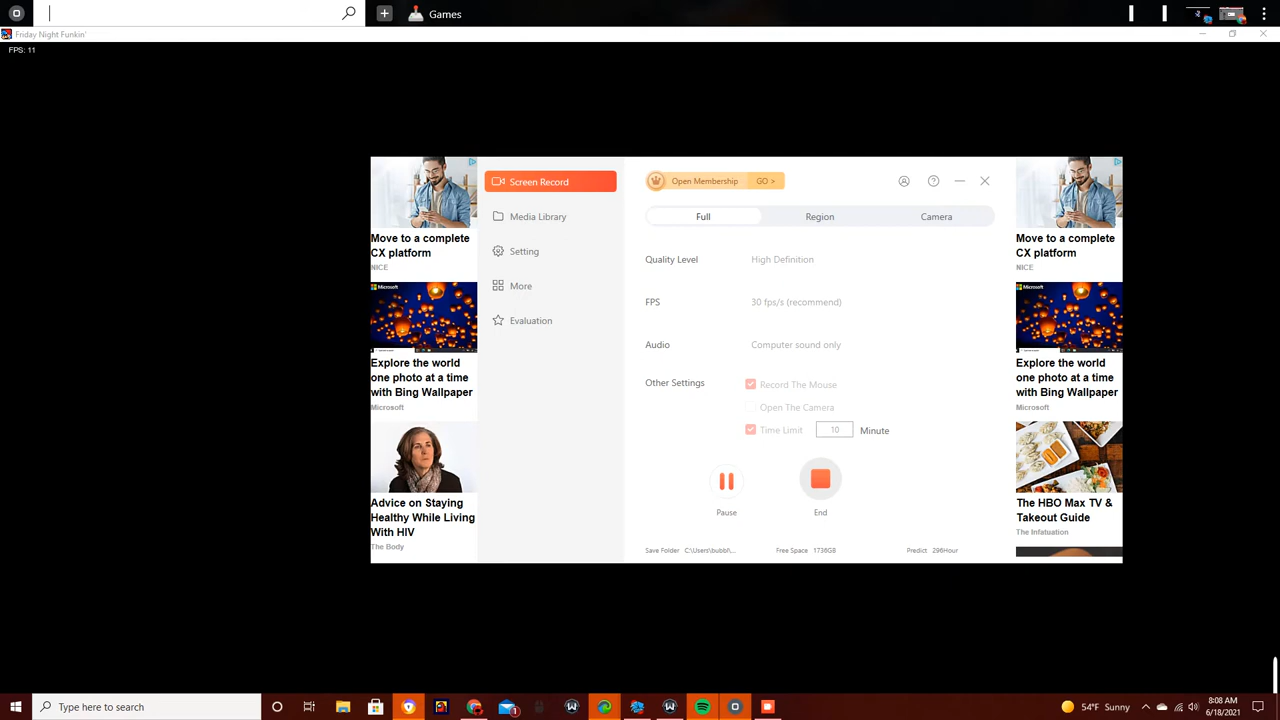 Games
Friday Night Funkin'
FPS: 11
Move to a complete
CX platform
NICE
Microsoft
Explore the world
one photo at a time
with Bing Wallpaper
Microsoft
Advice on Staying
Healthy While Living
With HIV
The Body
Screen Record
Media Library
Setting
More
Evaluation
Open Membership GO >
Full Region Camera
Quality Level High Definition
FPS 30 fps/s (recommend)
Audio Computer sound only
Other Settings Record The Mouse
Open The Camera
Time Limit 10 Minute
Pause End
Save Folder C:\Users\bubbl\... Free Space 1736GB Predict 296Hour
Move to a complete
CX platform
NICE
Microsoft
Explore the world
one photo at a time
with Bing Wallpaper
Microsoft
The HBO Max TV &
Takeout Guide
The Infatuation
Type here to search
54°F Sunny
8:08 AM
6/18/2021